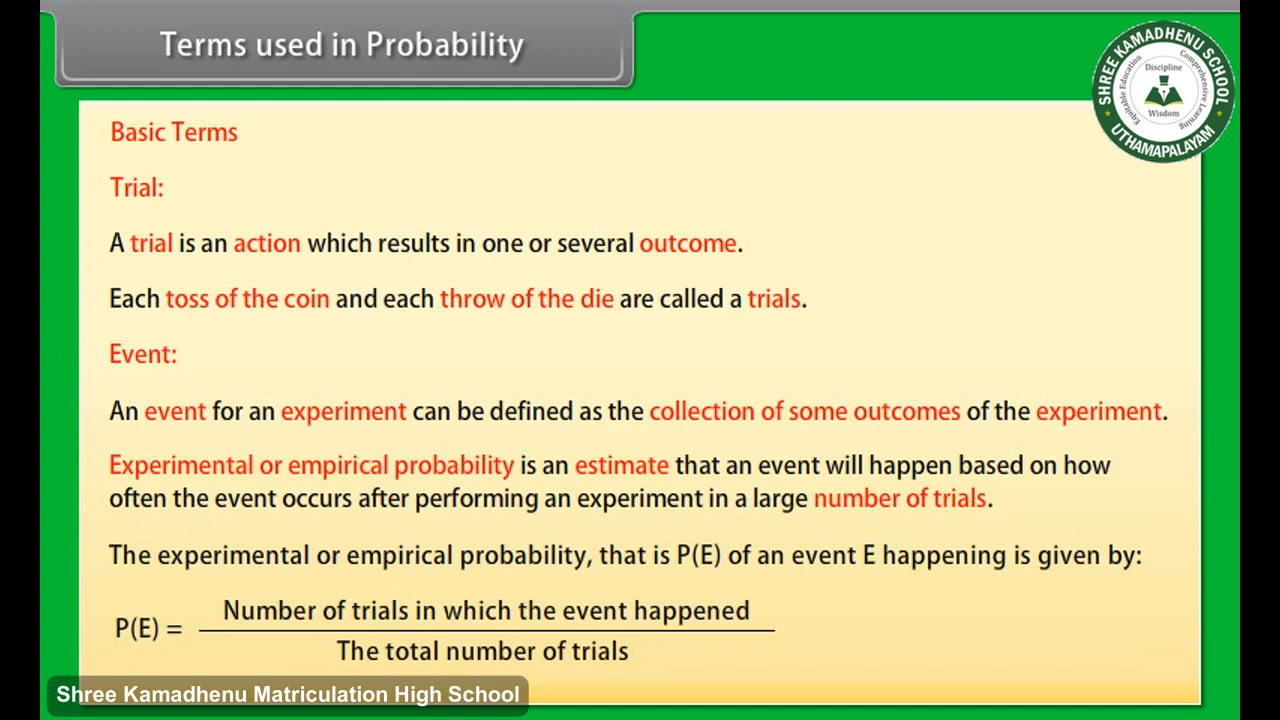 Terms used in Probability
SHREE KAMADHENU SCHOOL
Discipline
Equitable Education
Comprehensive Learning
Wisdom
UTHAMAPALAYAM
Basic Terms
Trial:
A trial is an action which results in one or several outcome.
Each toss of the coin and each throw of the die are called a trials.
Event:
An event for an experiment can be defined as the collection of some outcomes of the experiment.
Experimental or empirical probability is an estimate that an event will happen based on how
often the event occurs after performing an experiment in a large number of trials.
The experimental or empirical probability, that is P(E) of an event E happening is given by:
Number of trials in which the event happened
P(E) =
The total number of trials
Shree Kamadhenu Matriculation High School